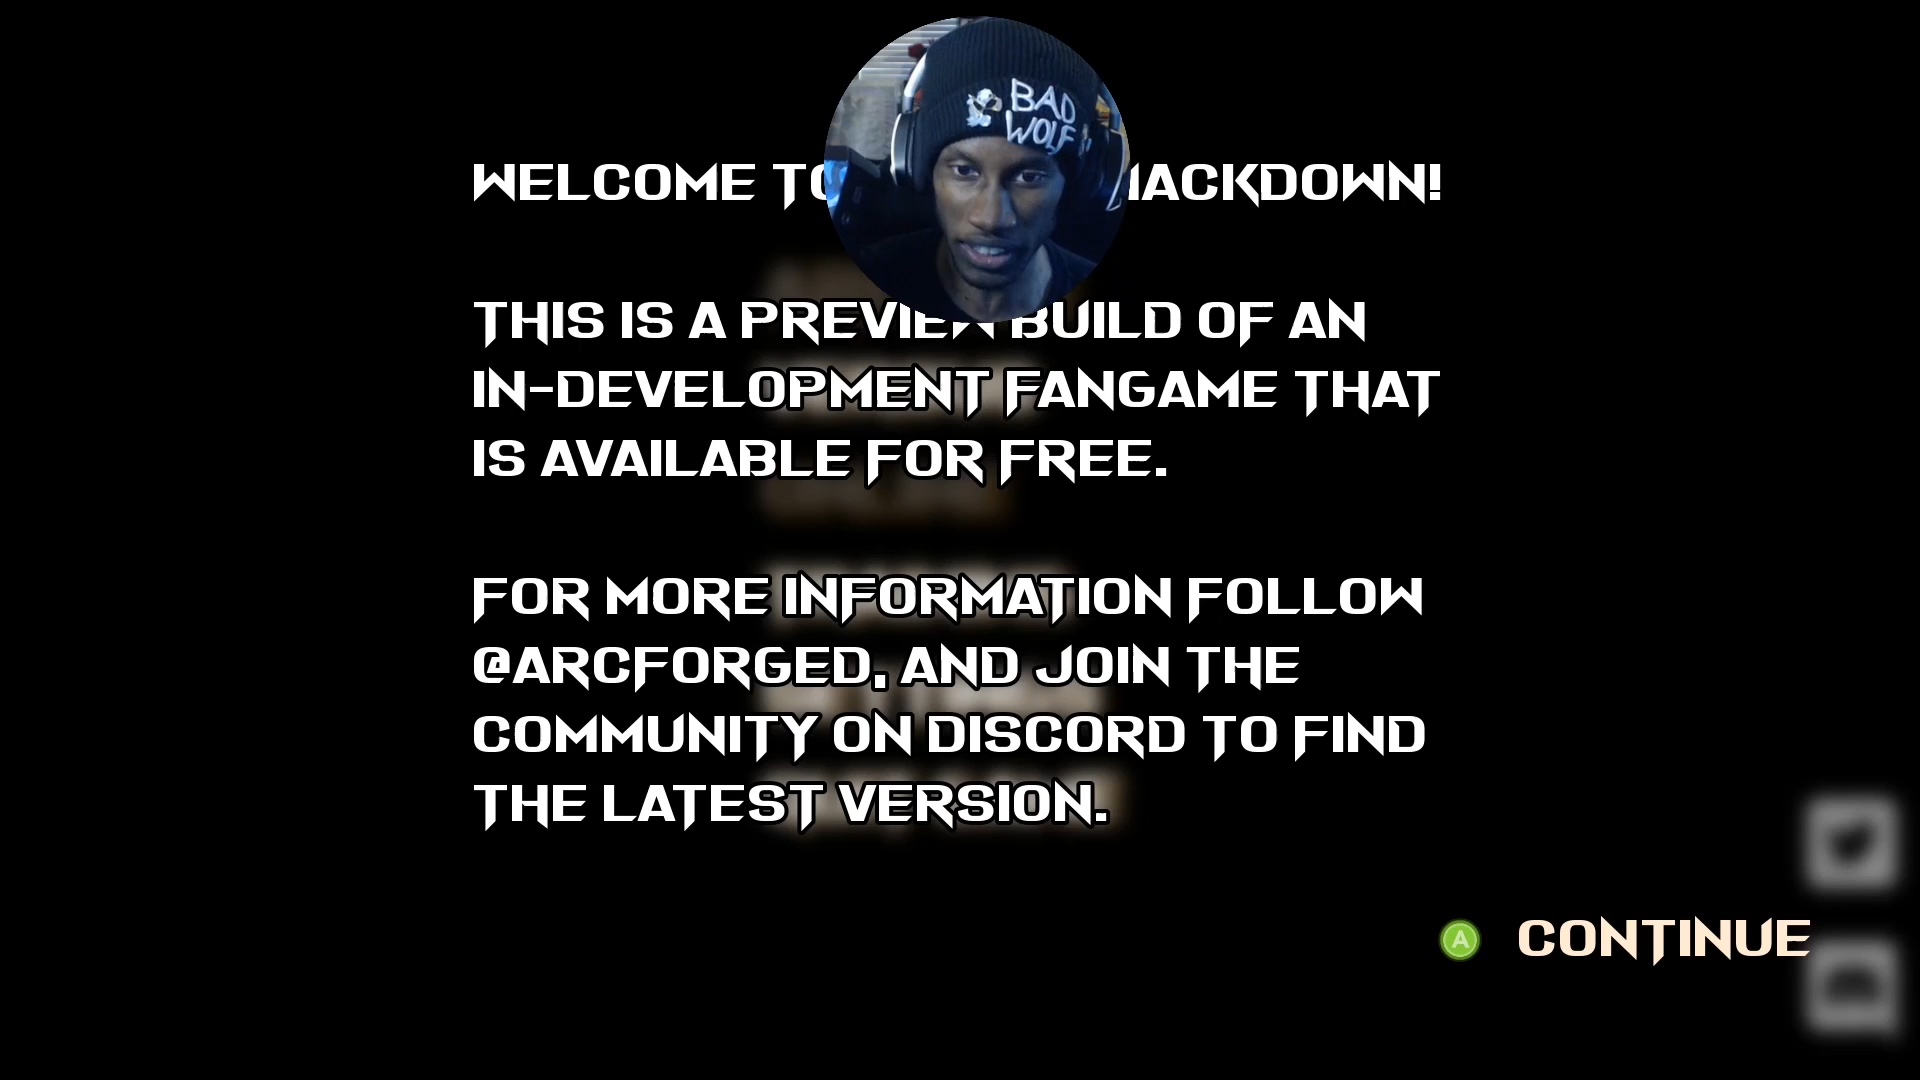 WELCOME TO
BAD
WOLF
THIS IS A PREVIEW BUILD OF AN
IN-DEVELOPMENT FANGAME THAT
IS AVAILABLE FOR FREE.
FOR MORE INFORMATION FOLLOW
@ARCFORGED, AND JOIN THE
COMMUNITY ON DISCORD TO FIND
THE LATEST VERSION.
A CONTINUE